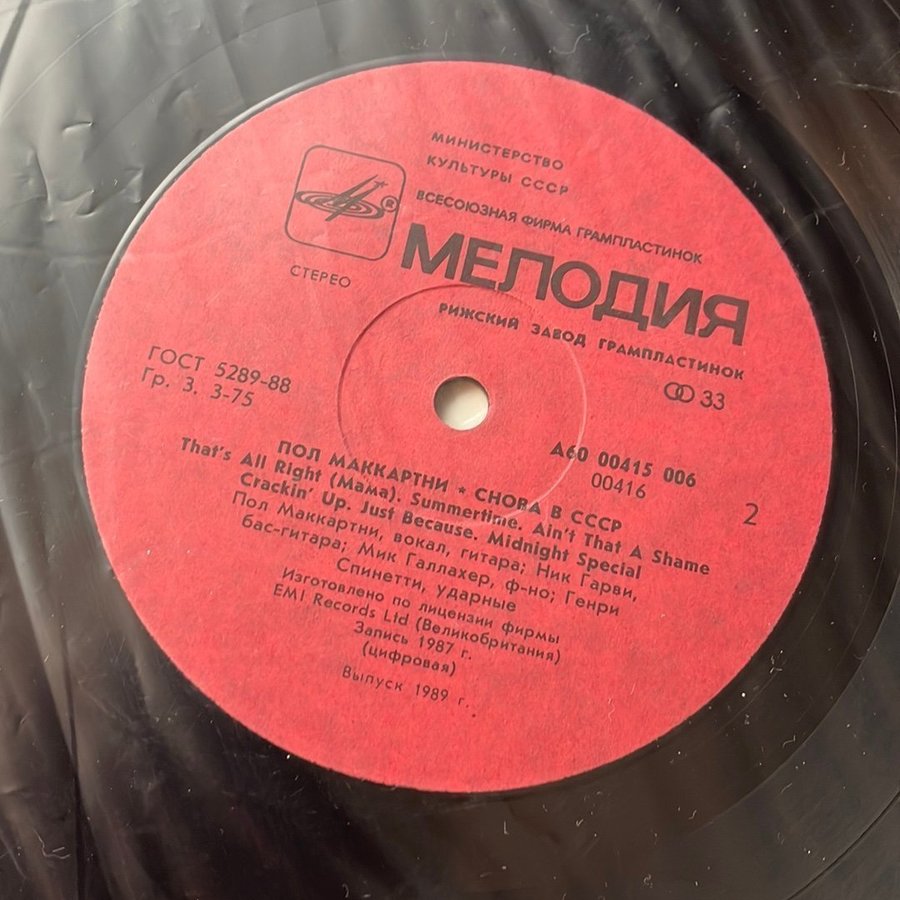 МИНИСТЕРСТВО
КУЛЬТУРЫ СССР
ВСЕСОЮЗНАЯ ФИРМА ГРАМПЛАСТИНОК
®
МЕЛОДИЯ
СТЕРЕО
РИЖСКИЙ ЗАВОД ГРАМПЛАСТИНОК
ГОСТ 5289-88
Гр. 3. 3-75
33
А60 00415 006
00416
2
ПОЛ МАККАРТНИ * СНОВА В СССР
That's All Right (Мама). Summertime. Ain't That A Shame
Crackin' Up. Just Because. Midnight Special
Пол Маккартни, вокал, гитара; Ник Гарви,
бас-гитара; Мик Галлахер, ф-но; Генри
Спинетти, ударные
Изготовлено по лицензии фирмы
EMI Records Ltd (Великобритания)
Запись 1987 г.
(цифровая)
Выпуск 1989 г.